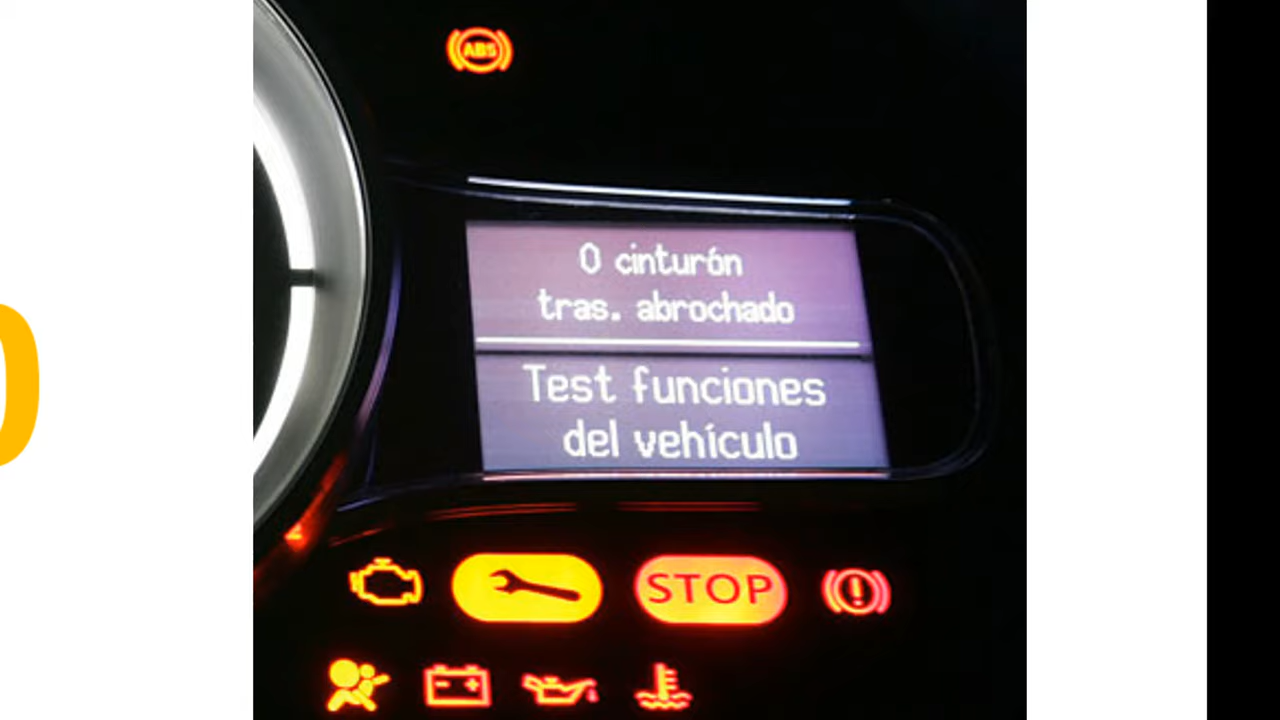 ABS
0 cinturón
tras. abrochado
Test funciones
del vehículo
STOP